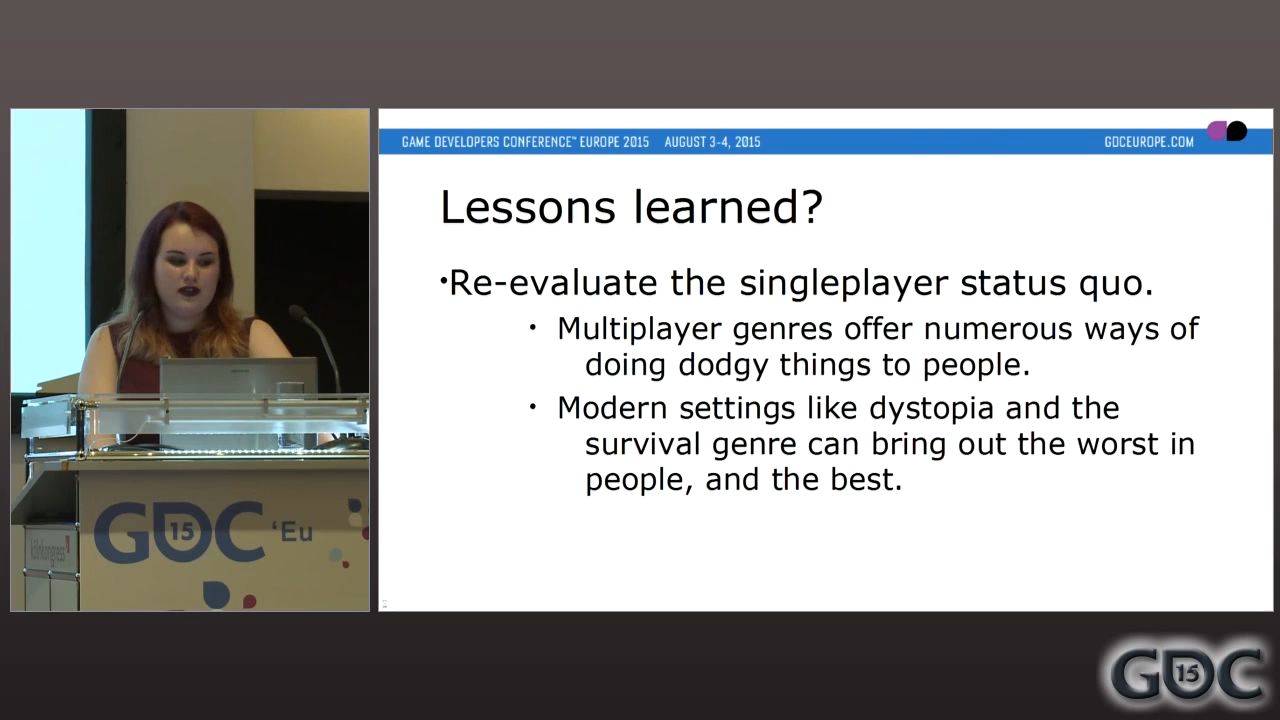 GAME DEVELOPERS CONFERENCE™ EUROPE 2015 AUGUST 3-4, 2015 GDCEUROPE.COM
Lessons learned?
•Re-evaluate the singleplayer status quo.
• Multiplayer genres offer numerous ways of
doing dodgy things to people.
• Modern settings like dystopia and the
survival genre can bring out the worst in
people, and the best.
GDC 15 ‘Eu
GDC 15